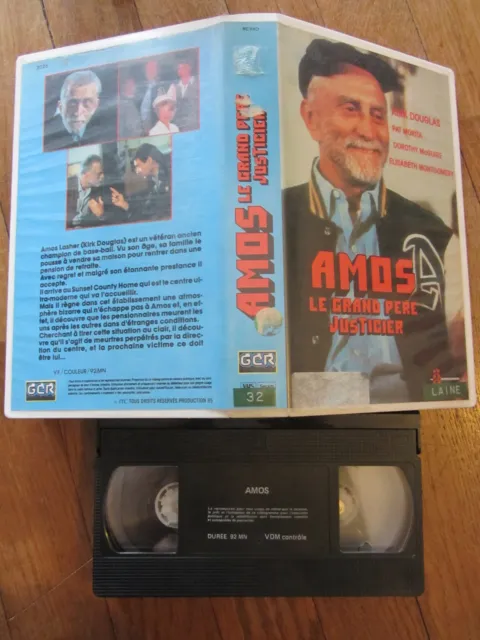 Amos Lasher (Kirk Douglas) est un vétéran ancien
champion de base-ball. Vu son âge, sa famille le
pousse à vendre sa maison pour rentrer dans une
pension de retraite.
Avec regret et malgré son étonnante prestance il
accepte.
Il arrive au Sunset County Home qui est le centre ul-
tra-moderne qui va l'accueillir.
Mais il règne dans cet établissement une atmos-
phère bizarre qui n'échappe pas à Amos et, en ef-
fet, il découvre que les pensionnaires meurent les
uns après les autres dans d'étranges conditions.
Cherchant à tirer cette situation au clair, il décou-
vre qu'il s'agit de meurtres perpétrés par la direc-
tion du centre, et la prochaine victime ce doit
être lui...
VF/COULEUR/92MN
GCR
TOUS DROITS RESERVES PRODUCTION
AMOS
LE GRAND PERE
JUSTICIER
GCR
32
DOUGLAS
PAT MORITA
DOROTHY McGUIRE
ELISABETH MONTGOMERY
AMOS
LE GRAND PERE
JUSTICIER
A
LAINE
AMOS
DUREE 92 MN
VDM contrôle